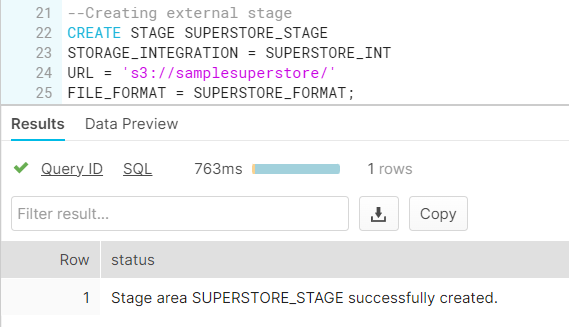 21 --Creating external stage
22 CREATE STAGE SUPERSTORE_STAGE
23 STORAGE_INTEGRATION = SUPERSTORE_INT
24 URL = 's3://samplesuperstore/'
25 FILE_FORMAT = SUPERSTORE_FORMAT;
Results Data Preview
Query ID SQL 763ms 1 rows
Filter result... Copy
Row status
1 Stage area SUPERSTORE_STAGE successfully created.